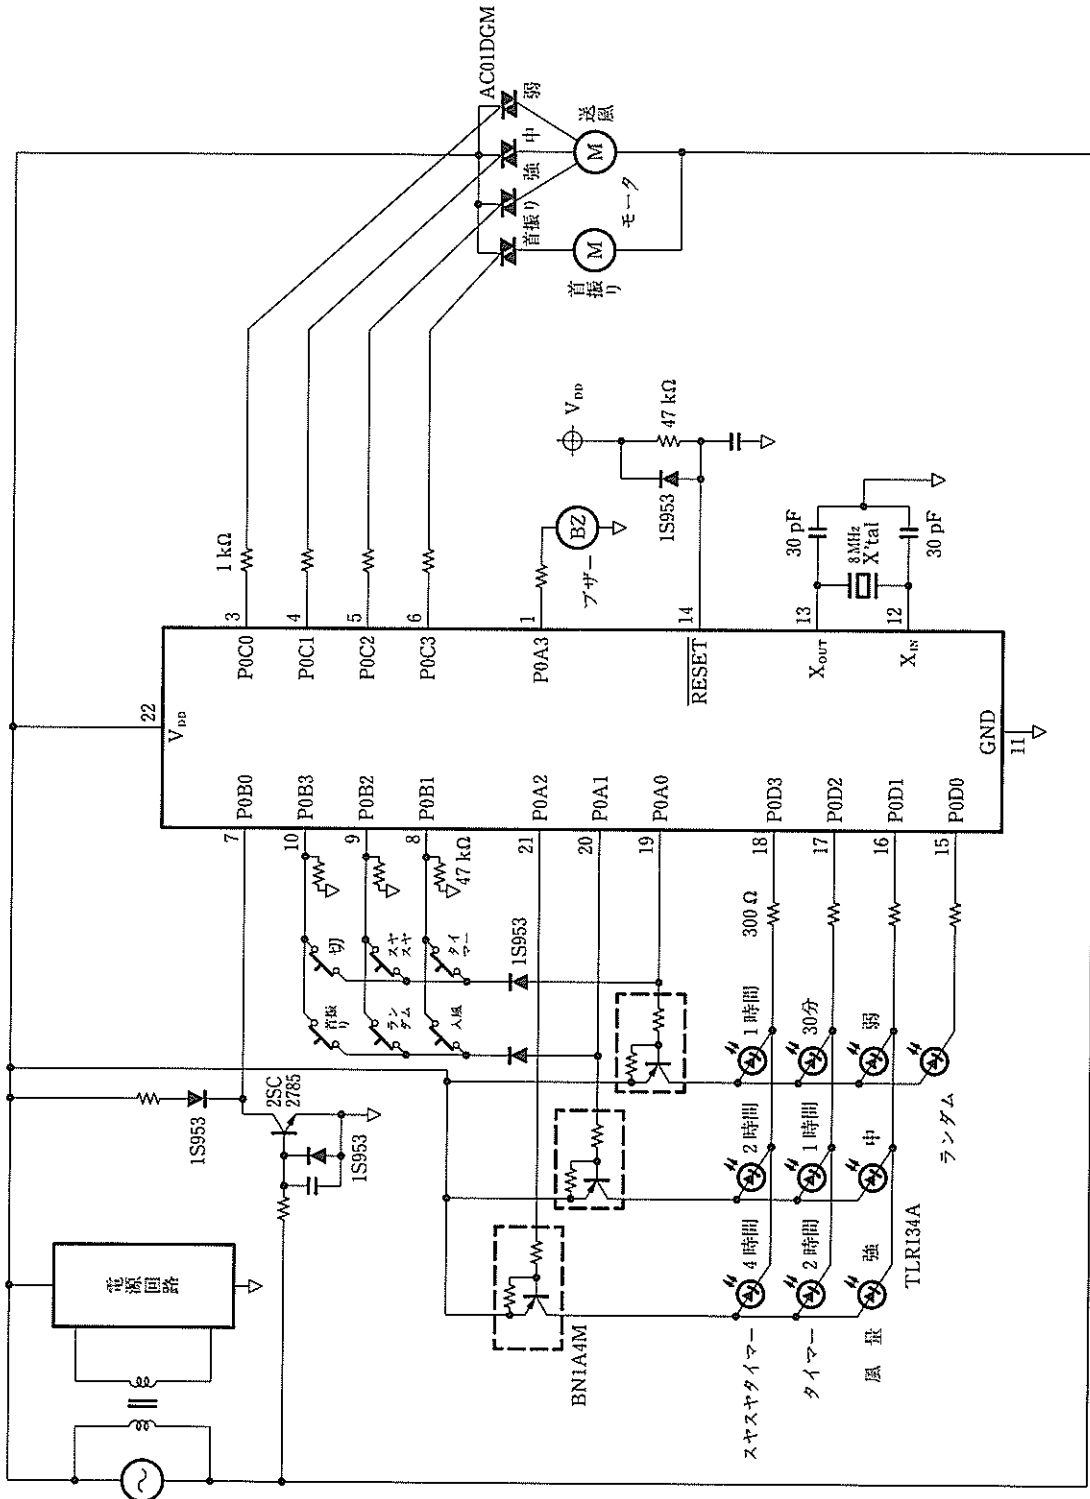 電源回路
1S953
2SC
2785
1S953
V_DD
22
P0B0
7
P0B3
10
P0B2
9
P0B1
8
47 kΩ
P0A2
21
P0A1
20
P0A0
19
P0D3
18
P0D2
17
P0D1
16
P0D0
15
GND
11
P0C0
3
1 kΩ
P0C1
4
P0C2
5
P0C3
6
P0A3
1
RESET
14
X_OUT
13
X_IN
12
切
スヤスヤ
タイマー
首振り
ランダム
入風
1S953
BN1A4M
300 Ω
スヤスヤタイマー
4 時間
2 時間
1 時間
タイマー
2 時間
1 時間
30分
風 量
強
中
弱
ランダム
TLR134A
AC01DGM
首振り
強
中
弱
首振り
M
モータ
M
送風
BZ
ブザー
V_DD
47 kΩ
1S953
30 pF
8 MHz
X'tal
30 pF